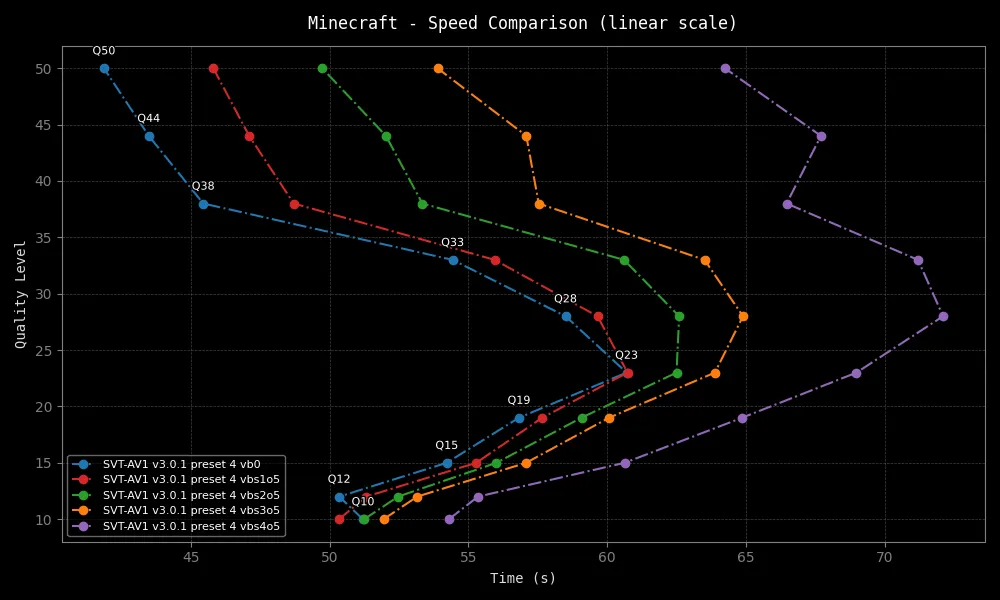 Minecraft - Speed Comparison (linear scale)
Q50
50
Q44
45
40
Q38
35
Q33
30
Q28
25
Q23
20
Q19
15
Q15
Q12
Q10
10
Quality Level
SVT-AV1 v3.0.1 preset 4 vb0
SVT-AV1 v3.0.1 preset 4 vbs1o5
SVT-AV1 v3.0.1 preset 4 vbs2o5
SVT-AV1 v3.0.1 preset 4 vbs3o5
SVT-AV1 v3.0.1 preset 4 vbs4o5
45 50 55 60 65 70
Time (s)